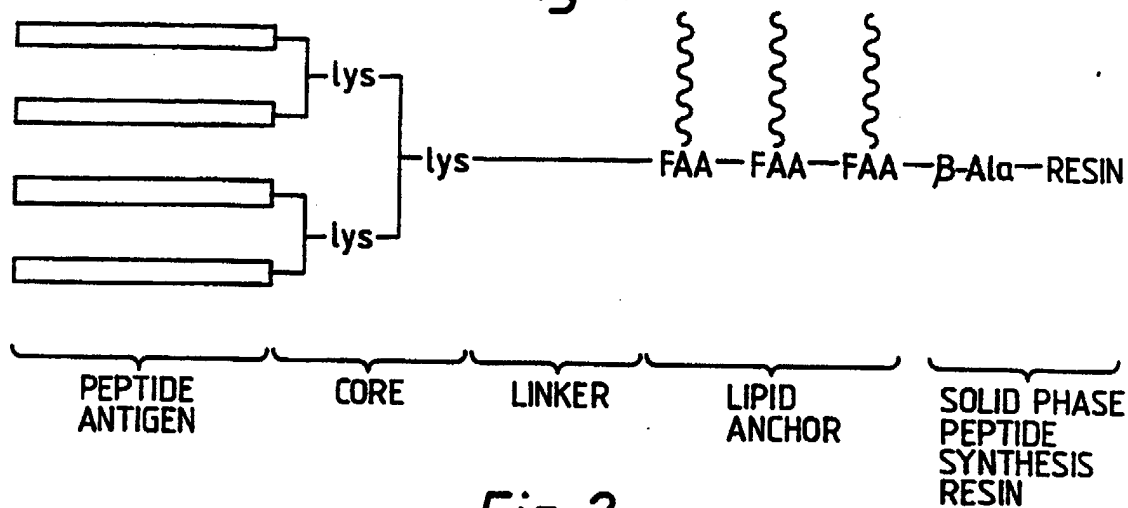 lys
lys FAA FAA FAA β-Ala RESIN
lys
PEPTIDE
ANTIGEN
CORE
LINKER
LIPID
ANCHOR
SOLID PHASE
PEPTIDE
SYNTHESIS
RESIN